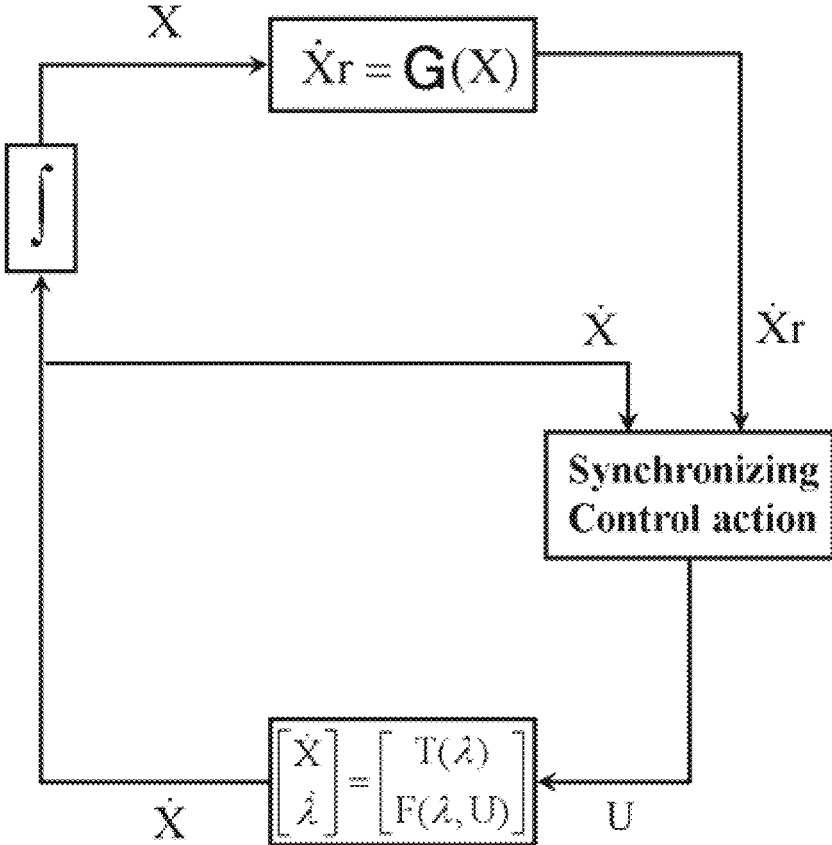 X
Ẋr = G(X)
∫
Ẋ
Ẋr
Synchronizing
Control action
[Ẋ λ̇] = [T(λ) F(λ,U)]
Ẋ
U